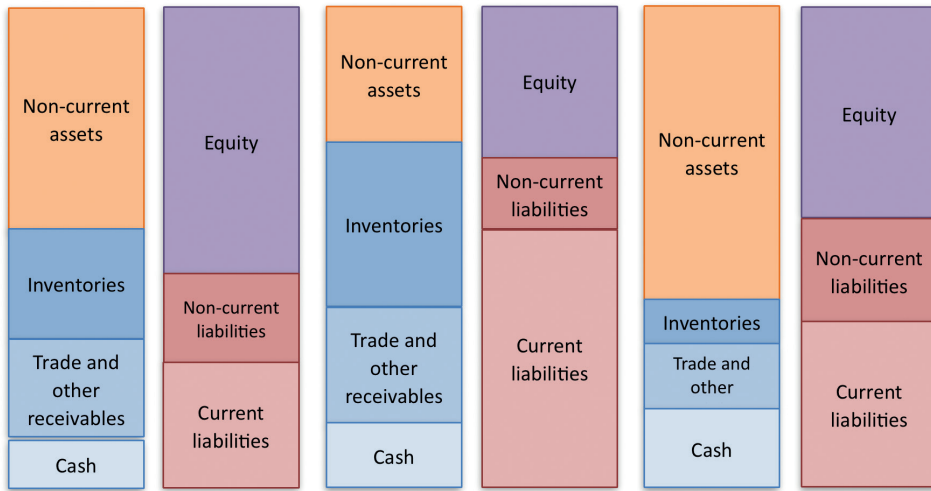 Non-current
assets
Inventories
Trade and
other
receivables
Cash
Equity
Non-current
liabilities
Current
liabilities
Non-current
assets
Inventories
Trade and
other
receivables
Cash
Equity
Non-current
liabilities
Current
liabilities
Non-current
assets
Inventories
Trade and
other
Cash
Equity
Non-current
liabilities
Current
liabilities